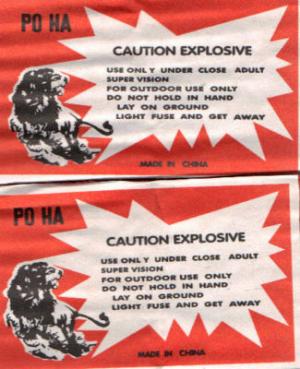 PO HA
CAUTION EXPLOSIVE
USE ONLY UNDER CLOSE ADULT
SUPER VISION
FOR OUTDOOR USE ONLY
DO NOT HOLD IN HAND
LAY ON GROUND
LIGHT FUSE AND GET AWAY
MADE IN CHINA
PO HA
CAUTION EXPLOSIVE
USE ONLY UNDER CLOSE ADULT
SUPER VISION
FOR OUTDOOR USE ONLY
DO NOT HOLD IN HAND
LAY ON GROUND
LIGHT FUSE AND GET AWAY
MADE IN CHINA